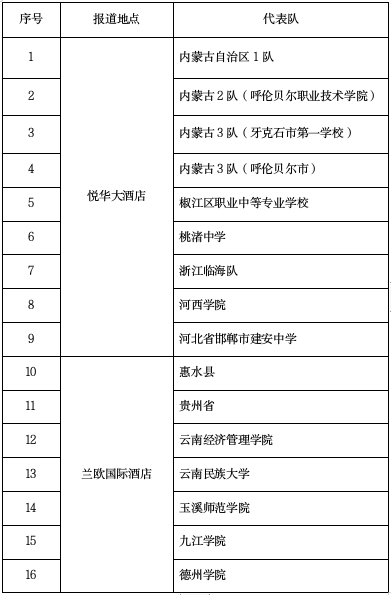 序号 报道地点 代表队
1 内蒙古自治区1队
2 内蒙古2队（呼伦贝尔职业技术学院）
3 内蒙古3队（牙克石市第一学校）
4 内蒙古3队（呼伦贝尔市）
悦华大酒店
5 椒江区职业中等专业学校
6 桃渚中学
7 浙江临海队
8 河西学院
9 河北省邯郸市建安中学
10 惠水县
11 贵州省
12 云南经济管理学院
兰欧国际酒店
13 云南民族大学
14 玉溪师范学院
15 九江学院
16 德州学院